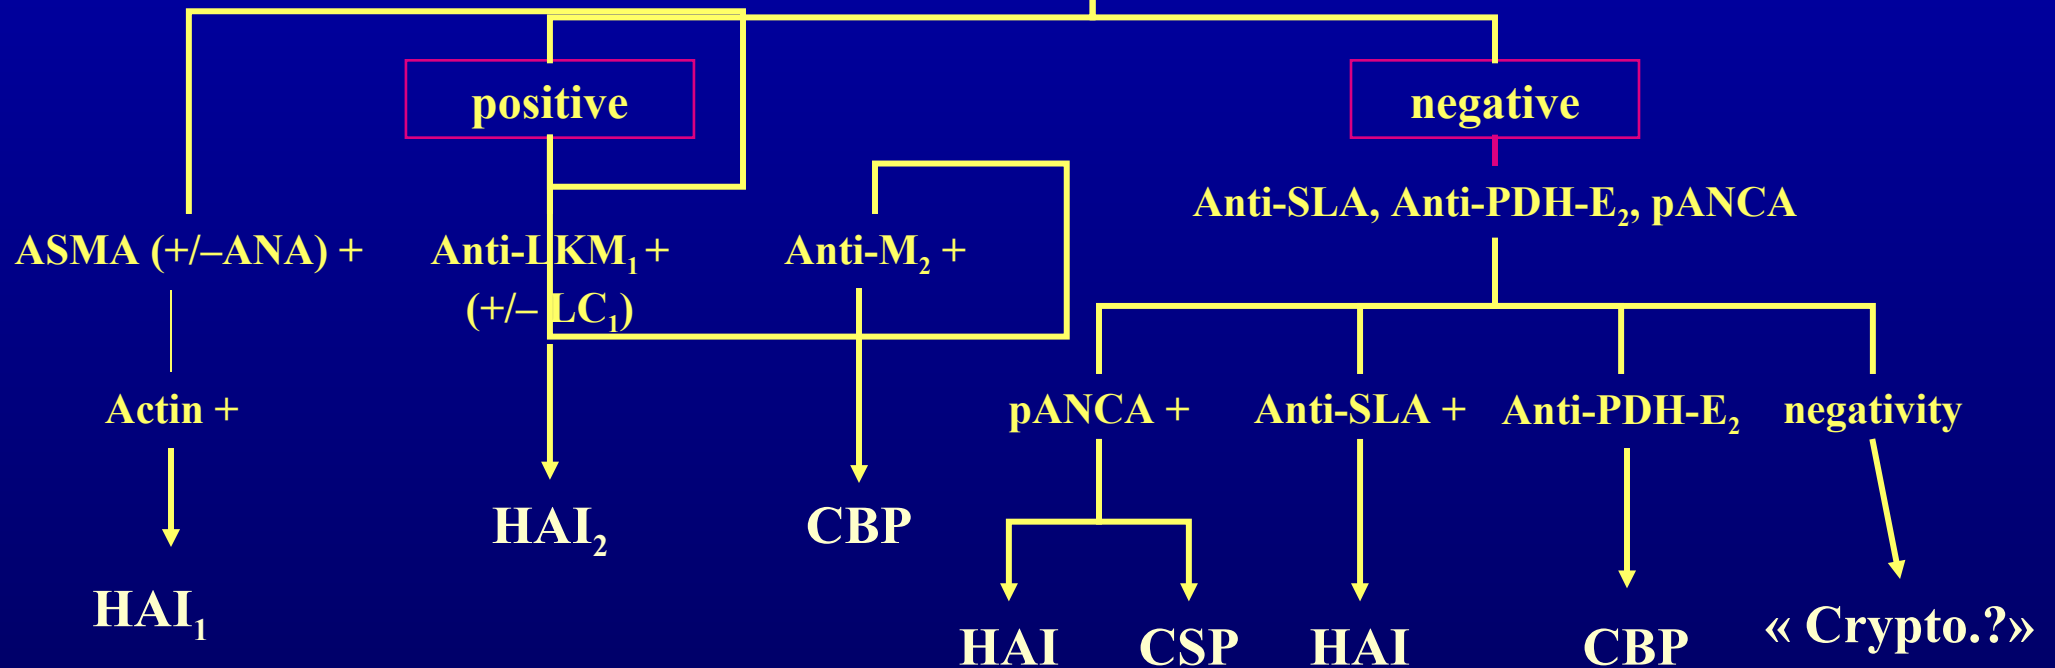 positive
negative
Anti-SLA, Anti-PDH-E₂, pANCA
ASMA (+/–ANA) +
Anti-LKM₁ +
(+/– LC₁)
Anti-M₂ +
Actin +
pANCA +
Anti-SLA +
Anti-PDH-E₂
negativity
HAI₂
CBP
HAI₁
HAI
CSP
HAI
CBP
« Crypto.?»